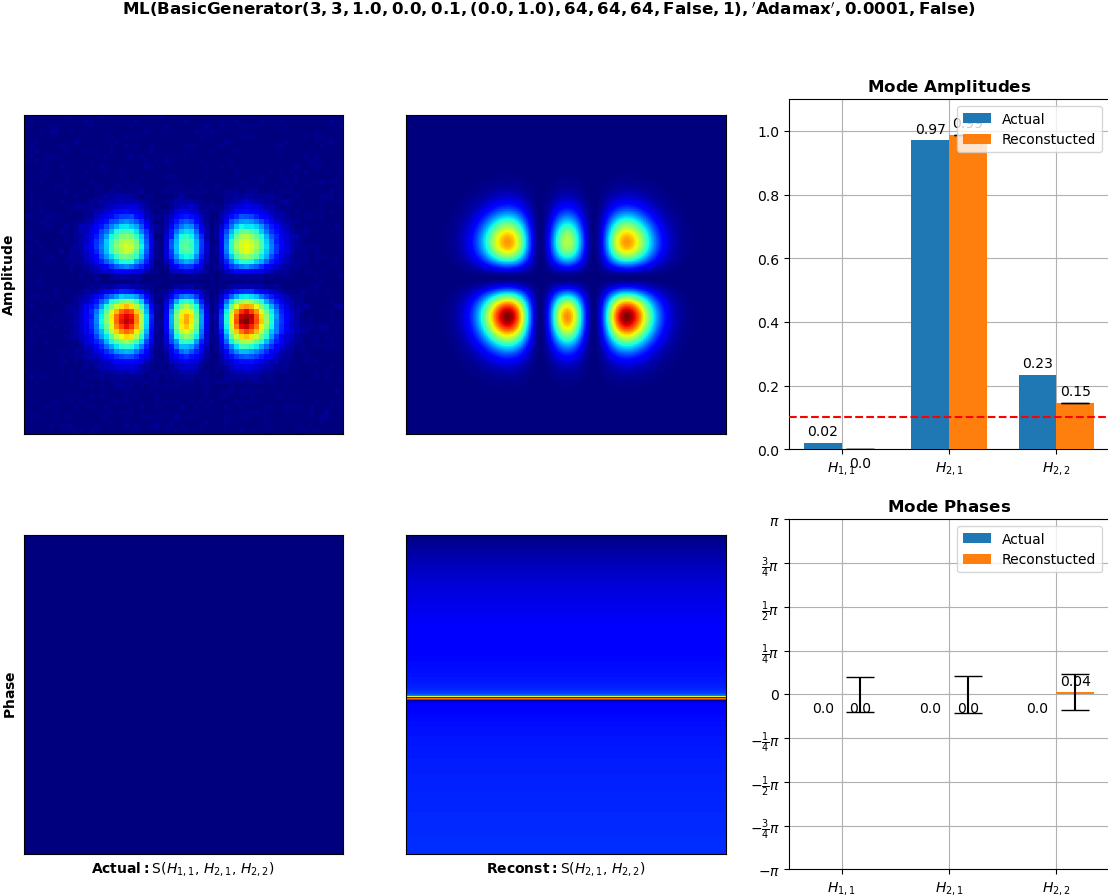 ML(BasicGenerator(3, 3, 1.0, 0.0, 0.1, (0.0, 1.0), 64, 64, 64, False, 1), ′Adamax′, 0.0001, False)
Mode Amplitudes
Amplitude
1.0
0.8
0.6
0.4
0.2
0.0
0.97
0.23
0.15
0.02
0.0
Actual
Reconstucted
H1, 1
H2, 1
H2, 2
Mode Phases
Phase
π
3/4π
1/2π
1/4π
0
−1/4π
−1/2π
−3/4π
−π
Actual
Reconstucted
0.0
0.0
0.0
0.0
0.0
0.04
H1, 1
H2, 1
H2, 2
Actual: S(H1, 1, H2, 1, H2, 2)
Reconst: S(H2, 1, H2, 2)